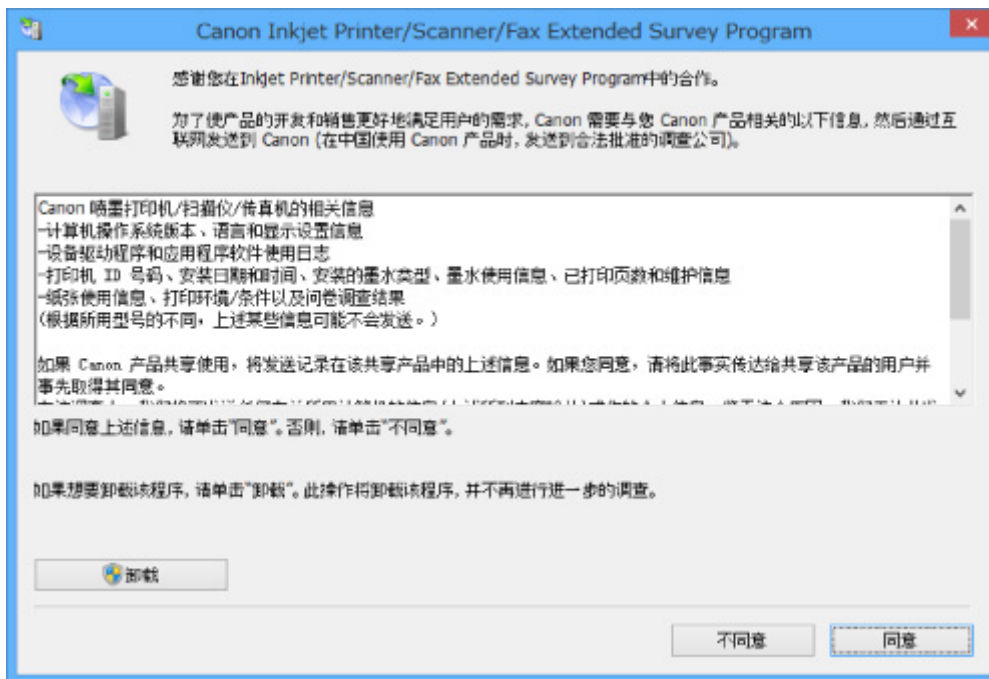 Canon Inkjet Printer/Scanner/Fax Extended Survey Program
感谢您在Inkjet Printer/Scanner/Fax Extended Survey Program中的合作。
为了使产品的开发和销售更好地满足用户的需求, Canon 需要与您 Canon 产品相关的以下信息, 然后通过互
联网发送到 Canon (在中国使用 Canon 产品时, 发送到合法批准的调查公司)。
Canon 喷墨打印机/扫描仪/传真机的相关信息
-计算机操作系统版本、语言和显示设置信息
-设备驱动程序和应用程序软件使用日志
-打印机 ID 号码、安装日期和时间、安装的墨水类型、墨水使用信息、已打印页数和维护信息
-纸张使用信息、打印环境/条件以及问卷调查结果
(根据所用型号的不同，上述某些信息可能不会发送。)
如果 Canon 产品共享使用，将发送记录在该共享产品中的上述信息。如果您同意，请将此事实传达给共享该产品的用户并
事先取得其同意。
如果同意上述信息, 请单击"同意"。否则, 请单击"不同意"。
如果想要卸载该程序, 请单击"卸载"。此操作将卸载该程序, 并不再进行进一步的调查。
卸载
不同意
同意